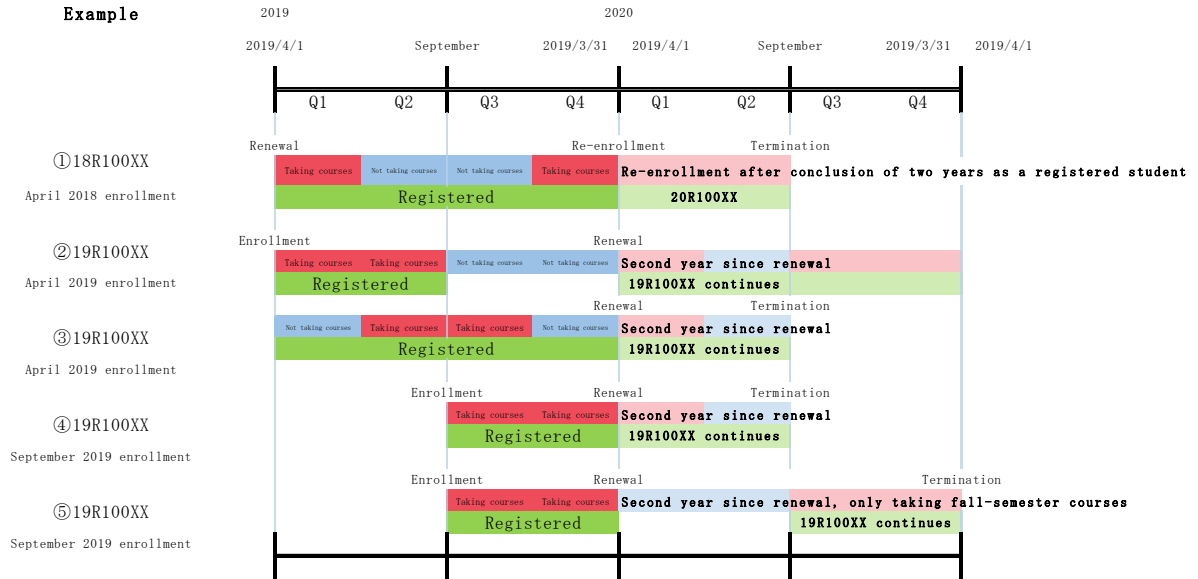 Example
2019
2020
2019/4/1
September
2019/3/31
2019/4/1
September
2019/3/31
2019/4/1
Q1
Q2
Q3
Q4
Q1
Q2
Q3
Q4
Renewal
Re-enrollment
Termination
①18R100XX
Taking courses
Not taking courses
Not taking courses
Taking courses
Re-enrollment after conclusion of two years as a registered student
April 2018 enrollment
Registered
20R100XX
Enrollment
Renewal
②19R100XX
Taking courses
Taking courses
Not taking courses
Not taking courses
Second year since renewal
April 2019 enrollment
Registered
19R100XX continues
Renewal
Termination
③19R100XX
Not taking courses
Taking courses
Taking courses
Not taking courses
Second year since renewal
April 2019 enrollment
Registered
19R100XX continues
Enrollment
Renewal
Termination
④19R100XX
Taking courses
Taking courses
Second year since renewal
September 2019 enrollment
Registered
19R100XX continues
Enrollment
Renewal
Termination
⑤19R100XX
Taking courses
Taking courses
Second year since renewal, only taking fall-semester courses
September 2019 enrollment
Registered
19R100XX continues